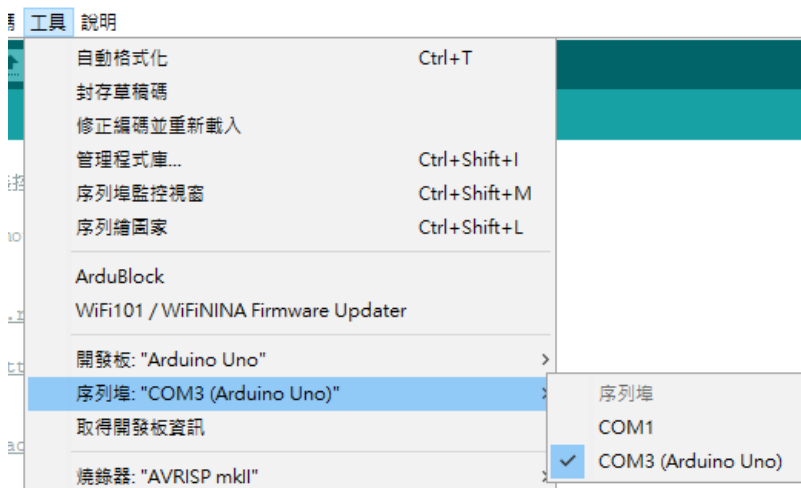 工具 說明
自動格式化 Ctrl+T
封存草稿碼
修正編碼並重新載入
管理程式庫... Ctrl+Shift+I
序列埠監控視窗 Ctrl+Shift+M
序列繪圖家 Ctrl+Shift+L
ArduBlock
WiFi101 / WiFiNINA Firmware Updater
開發板: "Arduino Uno"
序列埠: "COM3 (Arduino Uno)"
序列埠
取得開發板資訊
COM1
COM3 (Arduino Uno)
燒錄器: "AVRISP mkII"